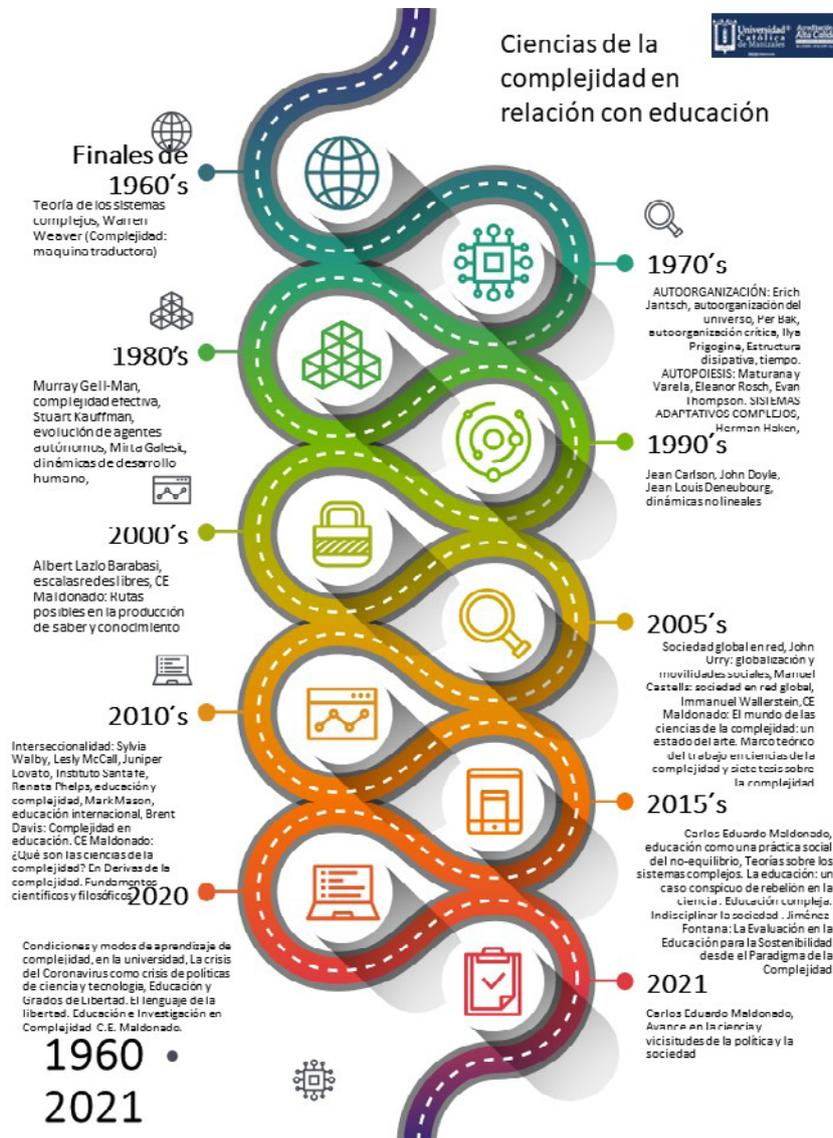 Ciencias de la
complejidad en
relación con educación
Universidad®
Católica
de Manizales
Acreditación
Alta Calidad
Finales de
1960´s
Teoría de los sistemas
complejos, Warren
Weaver (Complejidad:
maquina traductora)
1970´s
AUTOORGANIZACIÓN: Erich
Jantsch, autoorganización del
universo, Per Bak,
autoorganización crítica, Ilya
Prigogine, Estructura
disipativa, tiempo.
AUTOPOIESIS: Maturana y
Varela, Eleanor Rosch, Evan
Thompson. SISTEMAS
ADAPTATIVOS COMPLEJOS,
Herman Haken,
1980's
Murray Gell-Man,
complejidad efectiva,
Stuart Kauffman,
evolución de agentes
autónomos, Mirta Galesic,
dinámicas de desarrollo
humano,
1990´s
Jean Carlson, John Doyle,
Jean Louis Deneubourg,
dinámicas no lineales
2000´s
Albert Lazlo Barabasi,
escalas redes libres, CE
Maldonado: Rutas
posibles en la producción
de saber y conocimiento
2005´s
Sociedad global en red, John
Urry: globalización y
movilidades sociales, Manuel
Castells: sociedad en red global,
Immanuel Wallerstein,CE
Maldonado: El mundo de las
ciencias de la complejidad: un
estado del arte. Marco teórico
del trabajo en ciencias de la
complejidad y siete tesis sobre
la complejidad
2010´s
Interseccionalidad: Sylvia
Walby, Lesly McCall, Juniper
Lovato, Instituto Santa fe,
Renata Phelps, educación y
complejidad, Mark Mason,
educación internacional, Brent
Davis: Complejidad en
educación. CE Maldonado:
¿Qué son las ciencias de la
complejidad? En Derivas de la
complejidad. Fundamentos
científicos y filosóficos
2015´s
Carlos Eduardo Maldonado,
educación como una práctica social
del no-equilibrio, Teorías sobre los
sistemas complejos. La educación: un
caso conspicuo de rebelión en la
ciencia. Educación compleja.
Indisciplinar la sociedad . Jiménez
Fontana: La Evaluación en la
Educación para la Sostenibilidad
desde el Paradigma de la
Complejidad
2020
Condiciones y modos de aprendizaje de
complejidad, en la universidad, La crisis
del Coronavirus como crisis de políticas
de ciencia y tecnología, Educación y
Grados de Libertad. El lenguaje de la
libertad. Educación e Investigación en
Complejidad C.E. Maldonado.
2021
Carlos Eduardo Maldonado,
Avance en la ciencia y
vicisitudes de la política y la
sociedad
1960 •
2021